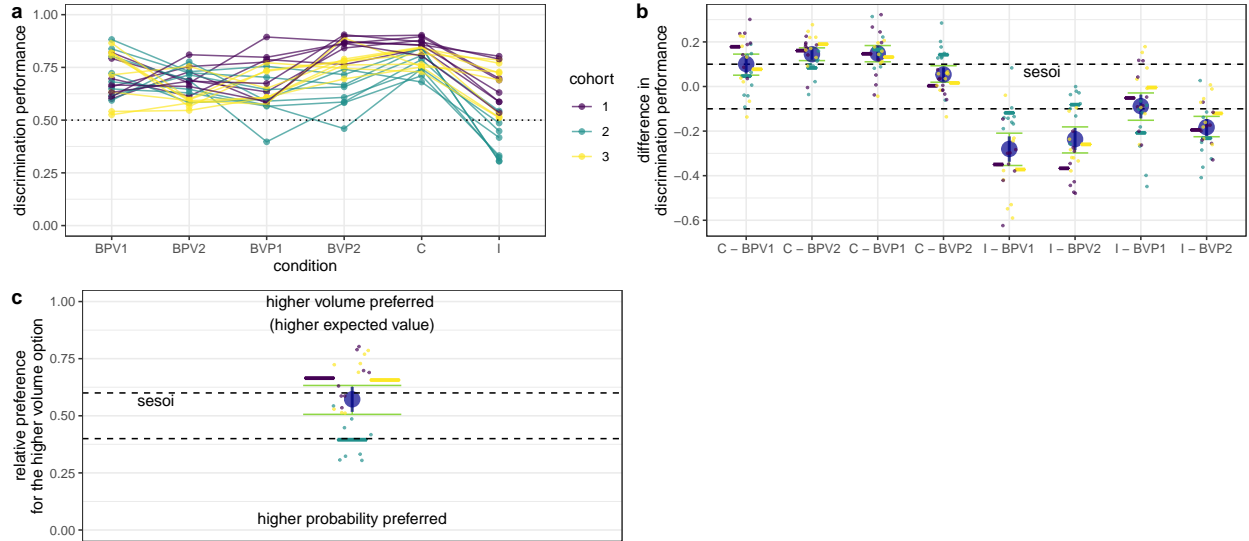 a
discrimination performance
1.00
0.75
0.50
0.25
0.00
BPV1 BPV2 BVP1 BVP2 C I
condition
cohort
1
2
3
b
difference in
discrimination performance
0.2
0.0
−0.2
−0.4
−0.6
sesoi
C − BPV1 C − BPV2 C − BVP1 C − BVP2 I − BPV1 I − BPV2 I − BVP1 I − BVP2
c
relative preference
for the higher volume option
1.00
0.75
0.50
0.25
0.00
higher volume preferred
(higher expected value)
sesoi
higher probability preferred